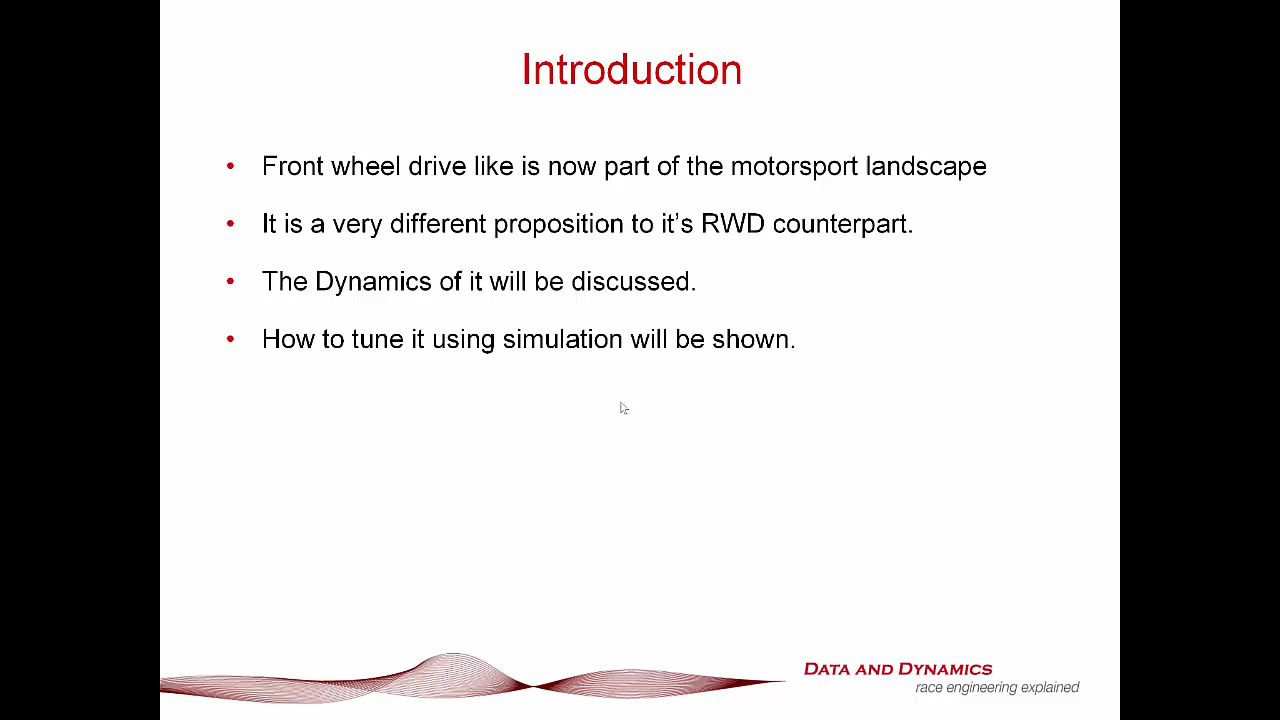 Introduction
• Front wheel drive like is now part of the motorsport landscape
• It is a very different proposition to it’s RWD counterpart.
• The Dynamics of it will be discussed.
• How to tune it using simulation will be shown.
DATA AND DYNAMICS
race engineering explained